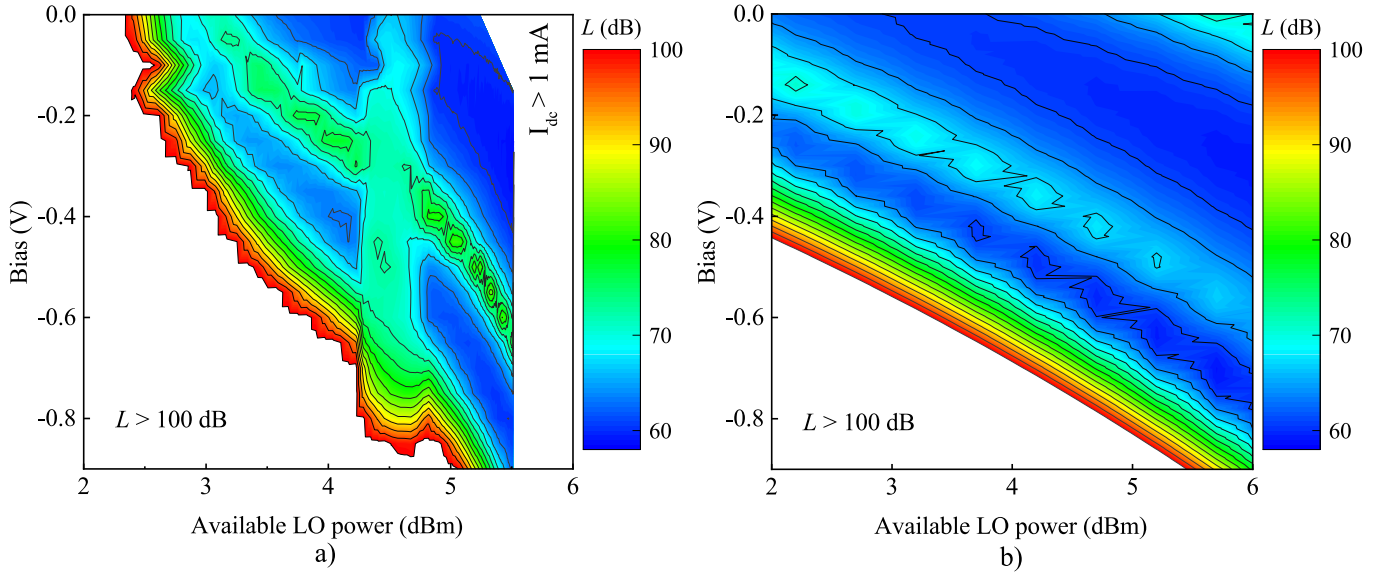 0.0
-0.2
-0.4
-0.6
-0.8
Bias (V)
L > 100 dB
I_dc > 1 mA
2
3
4
5
6
Available LO power (dBm)
a)
L (dB)
100
90
80
70
60
0.0
-0.2
-0.4
-0.6
-0.8
Bias (V)
L > 100 dB
2
3
4
5
6
Available LO power (dBm)
b)
L (dB)
100
90
80
70
60